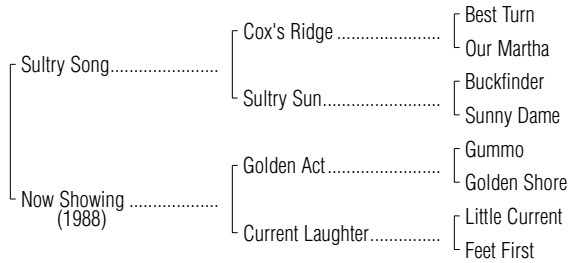 Best Turn
Cox's Ridge ....................
Our Martha
Sultry Song.....................
Buckfinder
Sultry Sun.......................
Sunny Dame
Gummo
Golden Act ......................
Golden Shore
Now Showing .................
(1988)
Little Current
Current Laughter..............
Feet First